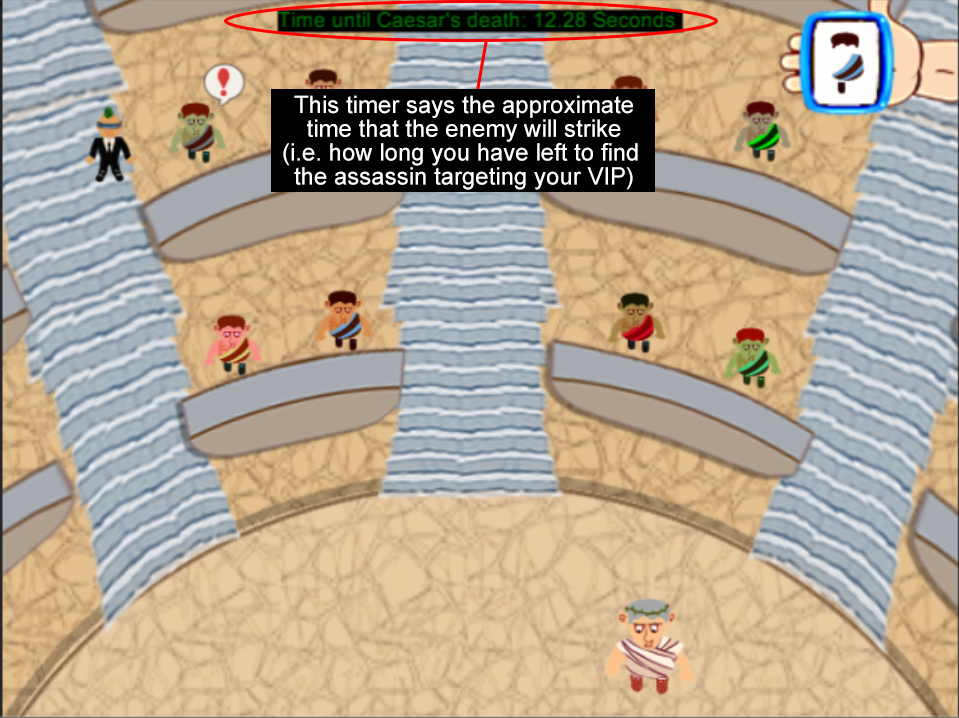 Time until Caesar's death: 12.28 Seconds
This timer says the approximate
time that the enemy will strike
(i.e. how long you have left to find
the assassin targeting your VIP)
!